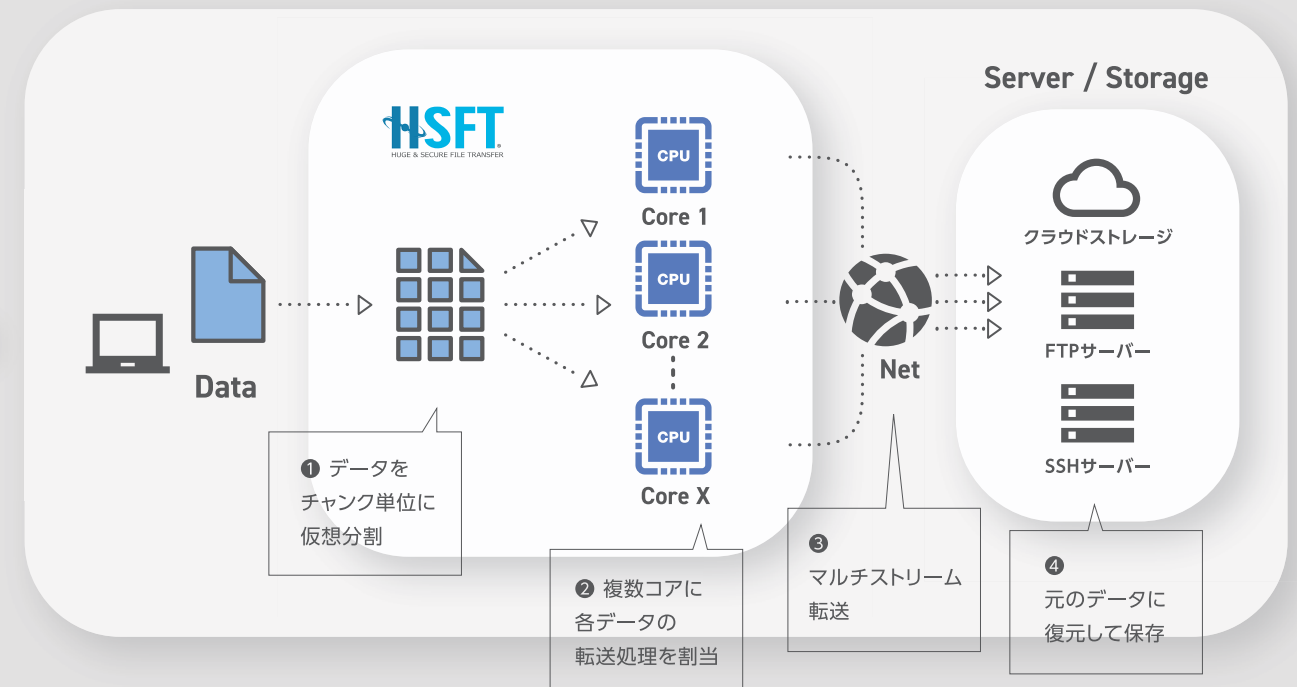 Server / Storage
HSFT®
HUGE & SECURE FILE TRANSFER
CPU
Core 1
CPU
Core 2
CPU
Core X
Data
Net
クラウドストレージ
FTPサーバー
SSHサーバー
❶ データを
チャンク単位に
仮想分割
❷ 複数コアに
各データの
転送処理を割当
❸
マルチストリーム
転送
❹
元のデータに
復元して保存